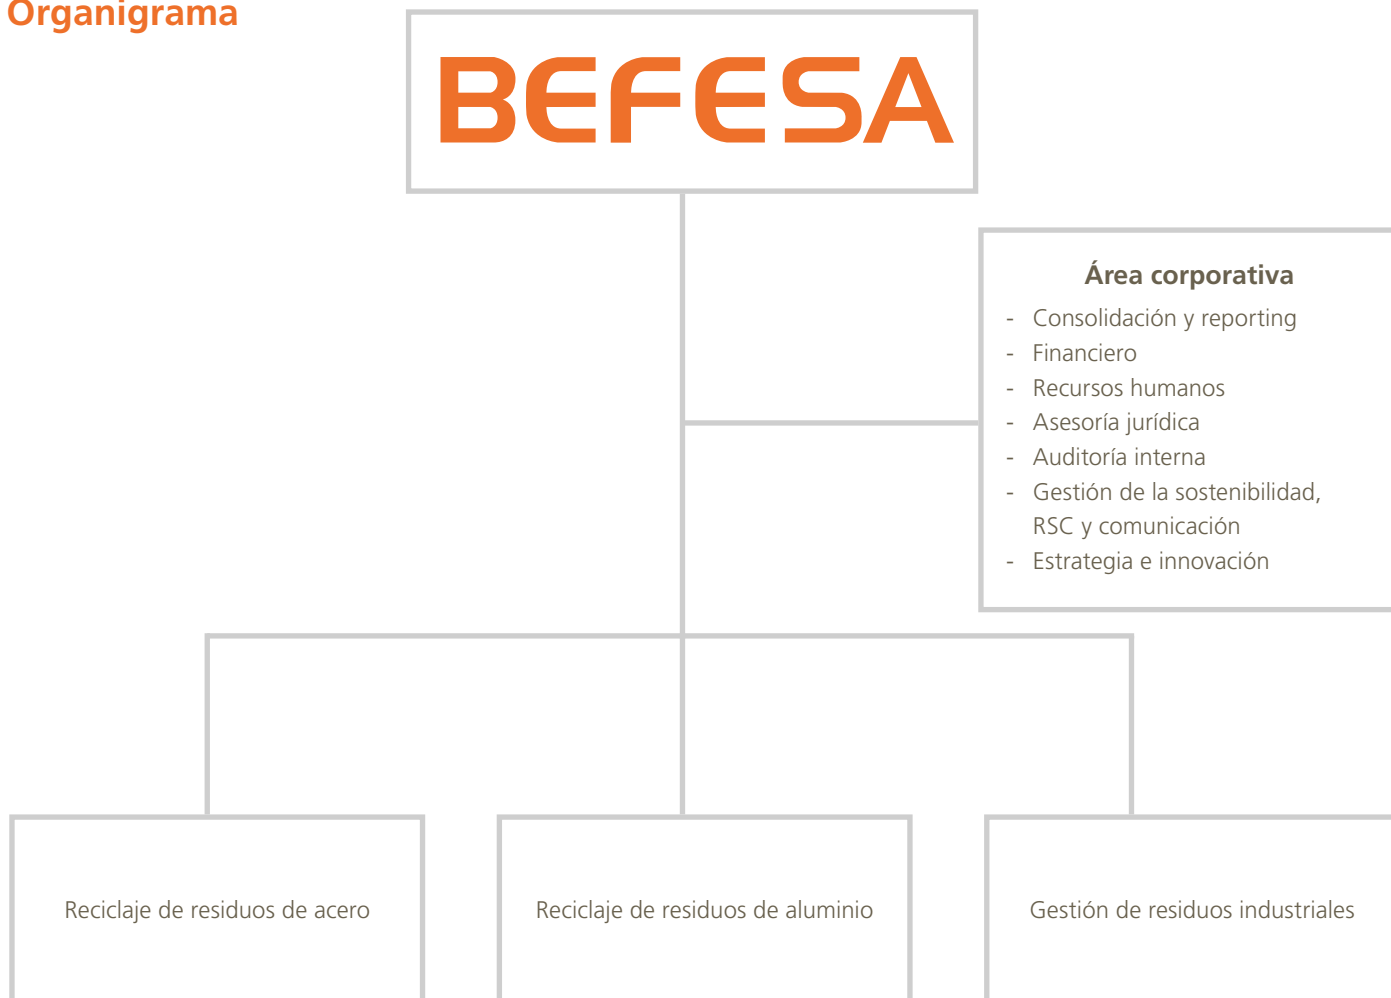 Organigrama
BEFESA
Área corporativa
- Consolidación y reporting
- Financiero
- Recursos humanos
- Asesoría jurídica
- Auditoría interna
- Gestión de la sostenibilidad,
RSC y comunicación
- Estrategia e innovación
Reciclaje de residuos de acero
Reciclaje de residuos de aluminio
Gestión de residuos industriales